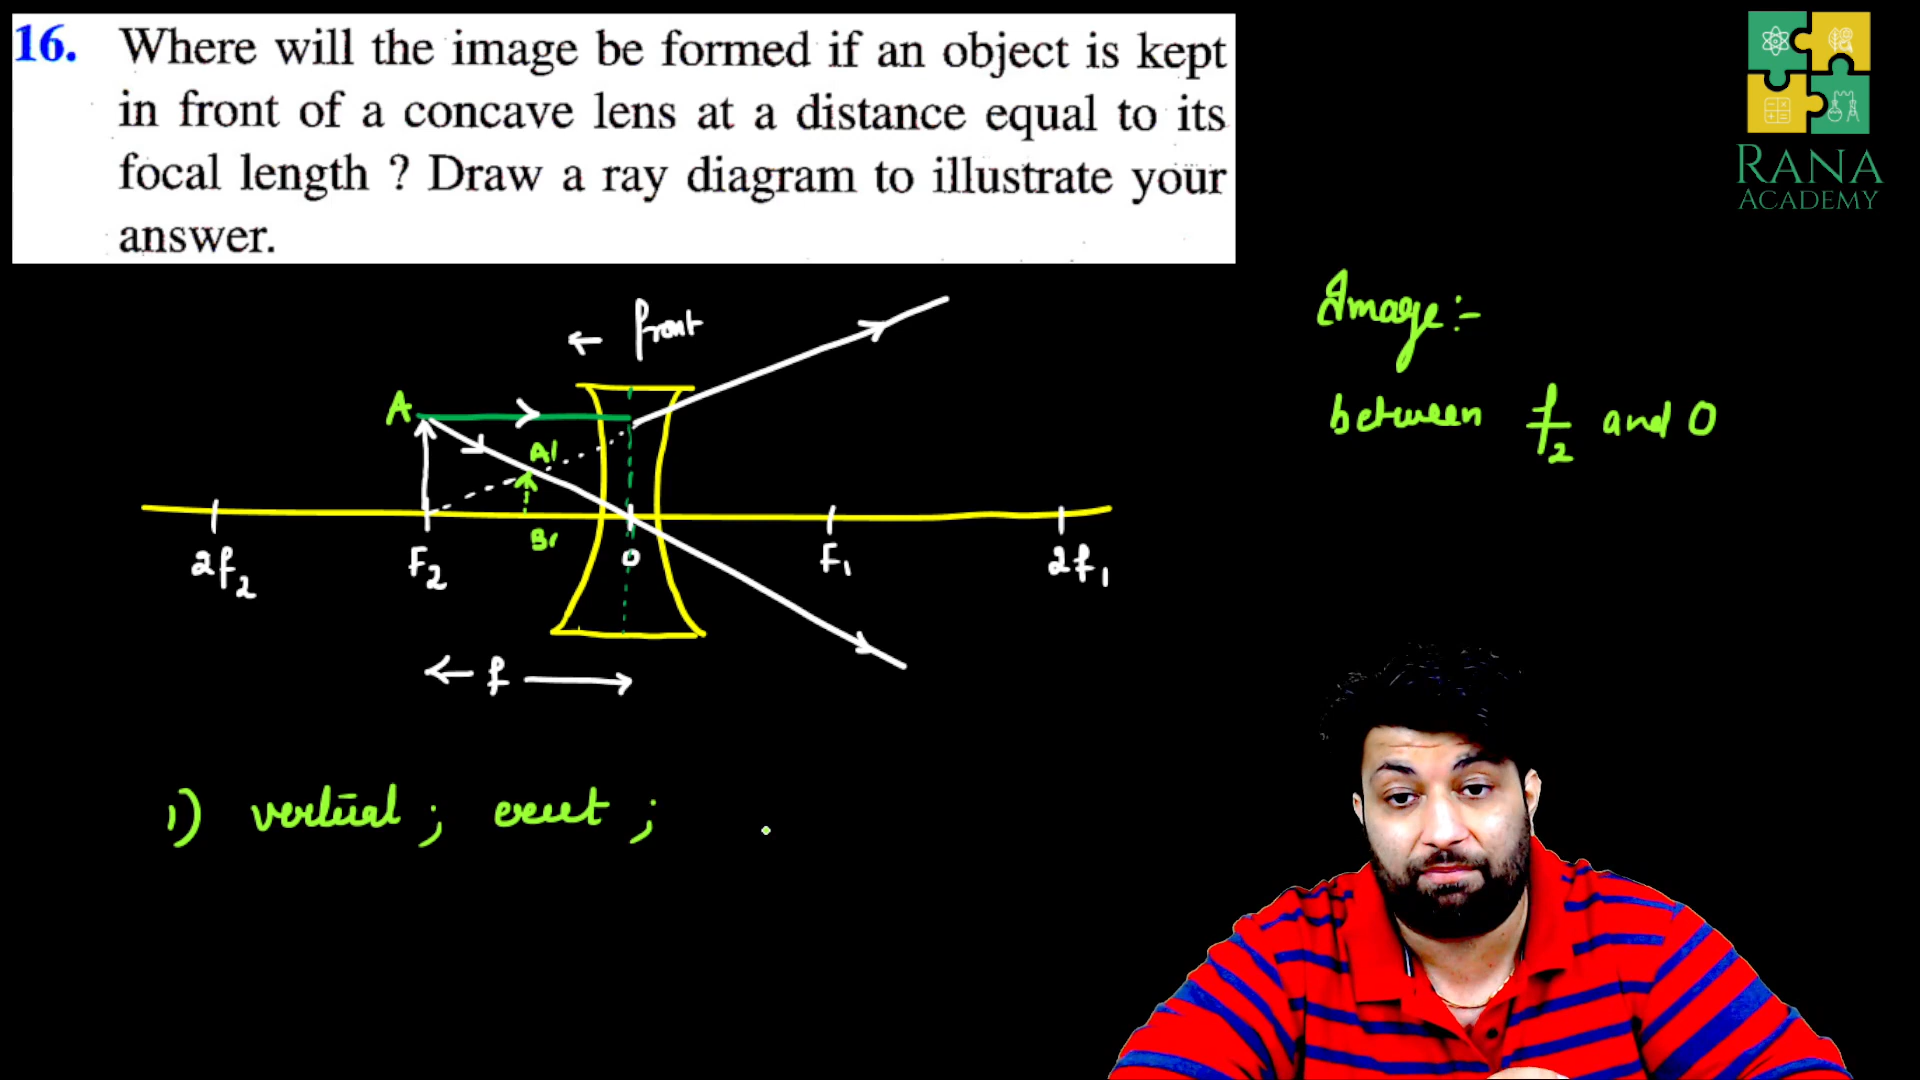 16. Where will the image be formed if an object is kept
in front of a concave lens at a distance equal to its
focal length ? Draw a ray diagram to illustrate your
answer.
RANA
ACADEMY
Image:-
between f/2 and O
← front
A
A'
B'
2f₂
F₂
O
F₁
2f₁
← f →
1) vertual ; erect ;